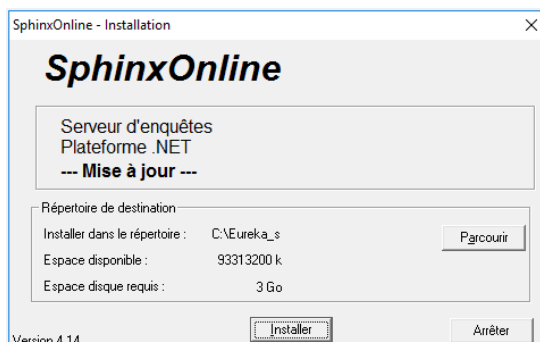 SphinxOnline - Installation
SphinxOnline
Serveur d'enquêtes
Plateforme .NET
--- Mise à jour ---
Répertoire de destination
Installer dans le répertoire : C:\Eureka_s Parcourir
Espace disponible : 93313200 k
Espace disque requis : 3 Go
Installer Arrêter
Version 4.14